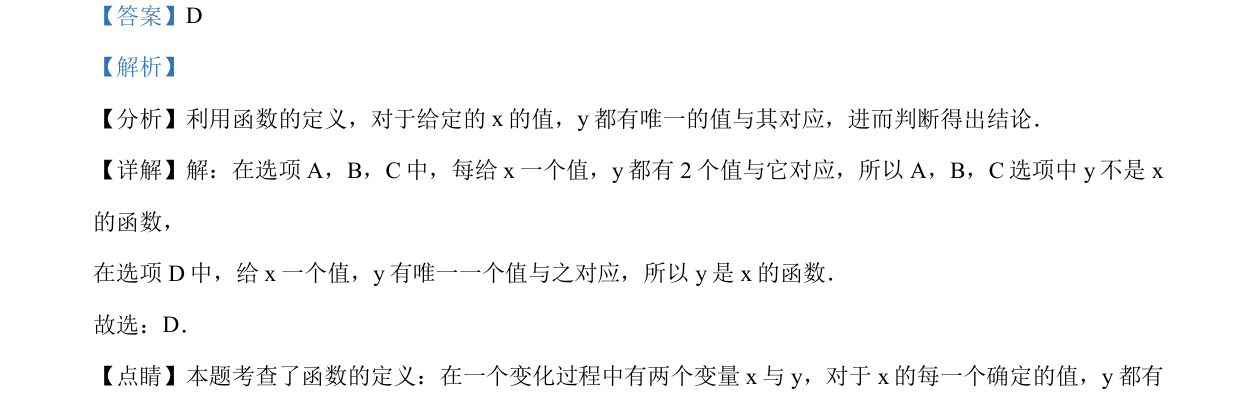 【答案】D
【解析】
【分析】利用函数的定义，对于给定的 x 的值，y 都有唯一的值与其对应，进而判断得出结论．
【详解】解：在选项 A，B，C 中，每给 x 一个值，y 都有 2 个值与它对应，所以 A，B，C 选项中 y 不是 x
的函数，
在选项 D 中，给 x 一个值，y 有唯一一个值与之对应，所以 y 是 x 的函数．
故选：D．
【点睛】本题考查了函数的定义：在一个变化过程中有两个变量 x 与 y，对于 x 的每一个确定的值，y 都有